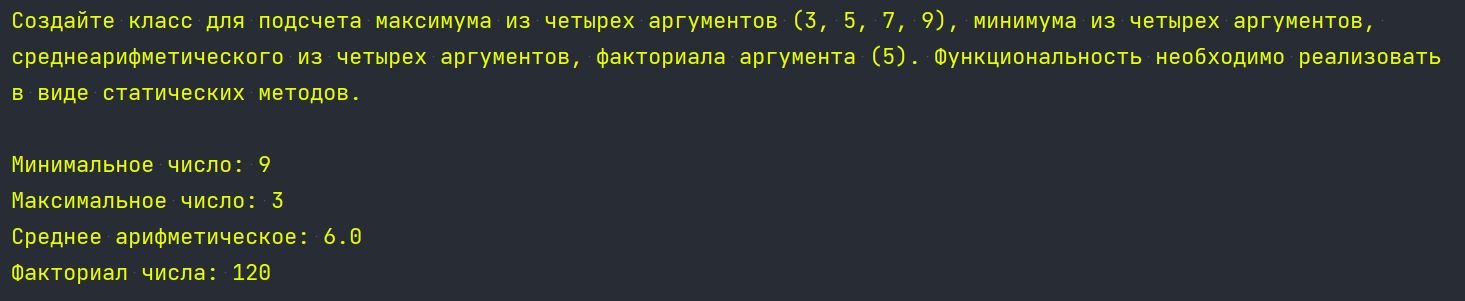 Создайте класс для подсчета максимума из четырех аргументов (3, 5, 7, 9), минимума из четырех аргументов,
среднеарифметического из четырех аргументов, факториала аргумента (5). Функциональность необходимо реализовать
в виде статических методов.
Минимальное число: 9
Максимальное число: 3
Среднее арифметическое: 6.0
Факториал числа: 120